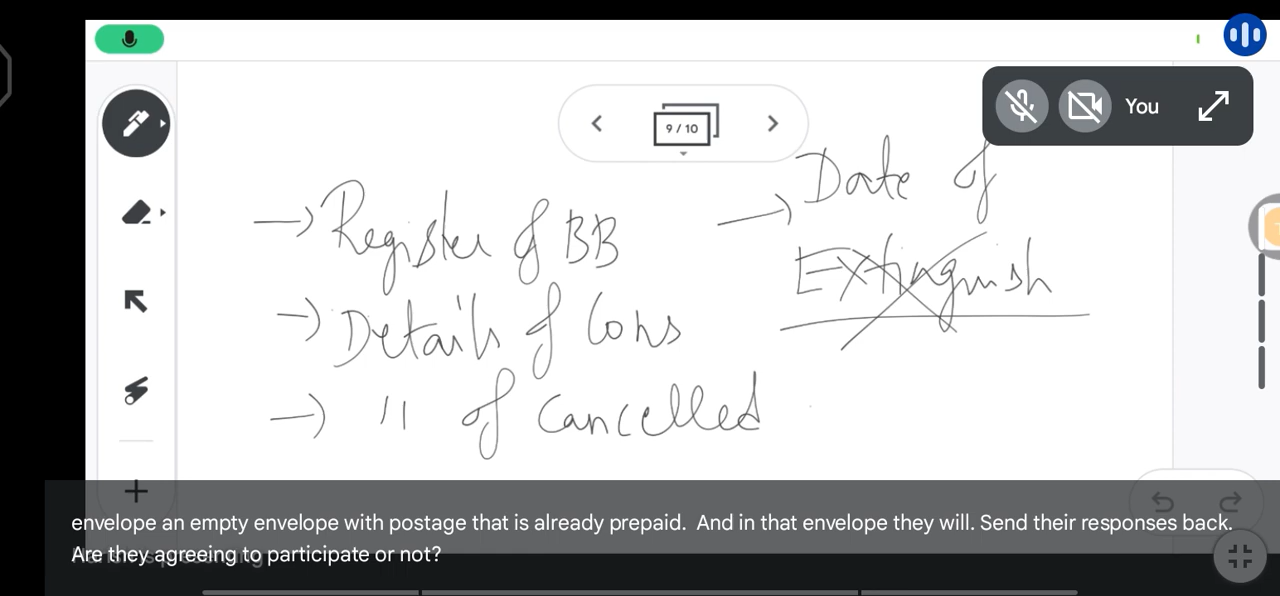 You
9 / 10
→ Register of BB
→ Details of Cons
→ 〃 of Cancelled
→ Date of
Extinguish
envelope an empty envelope with postage that is already prepaid.  And in that envelope they will. Send their responses back.
Are they agreeing to participate or not?